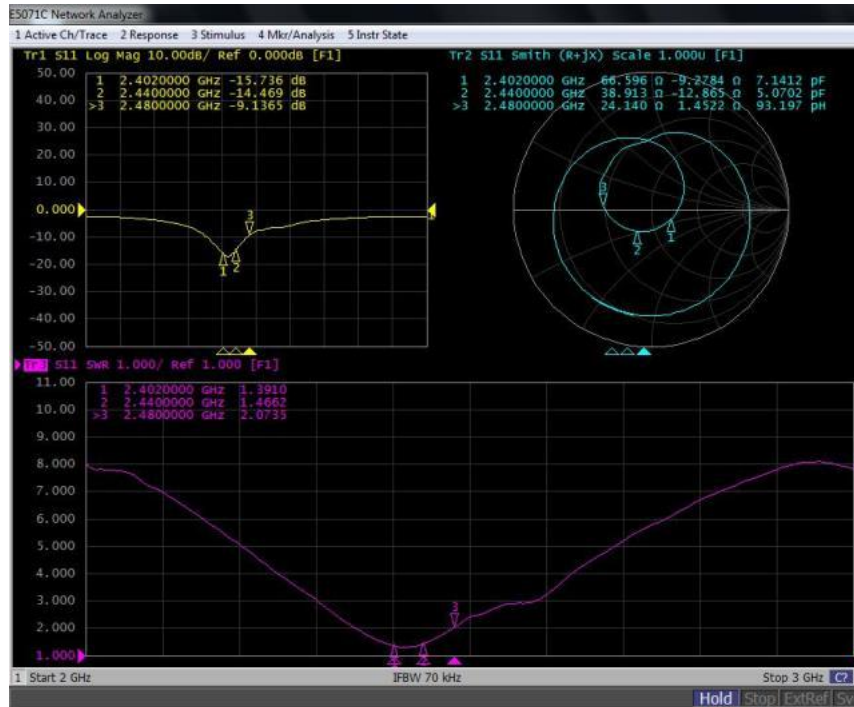 E5071C Network Analyzer
1 Active Ch/Trace 2 Response 3 Stimulus 4 Mkr/Analysis 5 Instr State
Tr1 S11 Log Mag 10.00dB/ Ref 0.000dB [F1]
50.00
40.00
30.00
20.00
10.00
0.000
-10.00
-20.00
-30.00
-40.00
-50.00
1 2.4020000 GHz -15.736 dB
2 2.4400000 GHz -14.469 dB
>3 2.4800000 GHz -9.1365 dB
3
1
2
1
Tr2 S11 Smith (R+jX) Scale 1.000U [F1]
1 2.4020000 GHz 66.596 Ω -9.2784 Ω 7.1412 pF
2 2.4400000 GHz 38.913 Ω -12.865 Ω 5.0702 pF
>3 2.4800000 GHz 24.140 Ω 1.4522 Ω 93.197 pH
3
1
2
Tr3 S11 SWR 1.000/ Ref 1.000 [F1]
11.00
10.00
9.000
8.000
7.000
6.000
5.000
4.000
3.000
2.000
1.000
1 2.4020000 GHz 1.3910
2 2.4400000 GHz 1.4662
>3 2.4800000 GHz 2.0735
3
1 Start 2 GHz IFBW 70 kHz Stop 3 GHz C?
Hold Stop ExtRef Sv